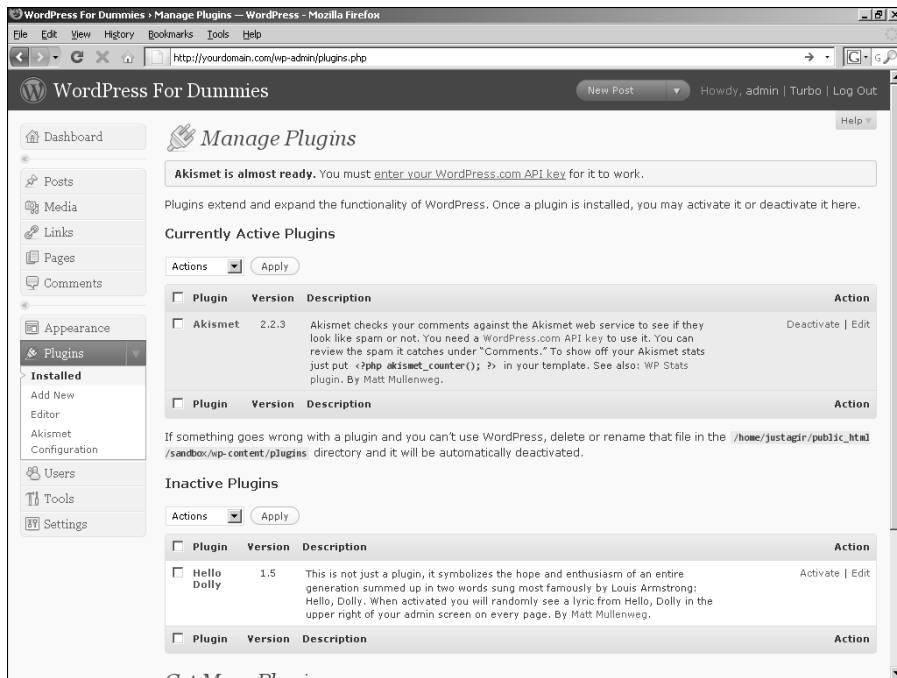 WordPress For Dummies › Manage Plugins — WordPress - Mozilla Firefox
File Edit View History Bookmarks Tools Help
http://yourdomain.com/wp-admin/plugins.php
WordPress For Dummies
New Post
Howdy, admin | Turbo | Log Out
Help
Dashboard
Posts
Media
Links
Pages
Comments
Appearance
Plugins
Installed
Add New
Editor
Akismet
Configuration
Users
Tools
Settings
Manage Plugins
Akismet is almost ready. You must enter your WordPress.com API key for it to work.
Plugins extend and expand the functionality of WordPress. Once a plugin is installed, you may activate it or deactivate it here.
Currently Active Plugins
Actions Apply
Plugin Version Description Action
Akismet 2.2.3 Akismet checks your comments against the Akismet web service to see if they Deactivate | Edit
look like spam or not. You need a WordPress.com API key to use it. You can
review the spam it catches under “Comments.” To show off your Akismet stats
just put <?php akismet_counter(); ?> in your template. See also: WP Stats
plugin. By Matt Mullenweg.
Plugin Version Description Action
If something goes wrong with a plugin and you can’t use WordPress, delete or rename that file in the /home/justagir/public_html
/sandbox/wp-content/plugins directory and it will be automatically deactivated.
Inactive Plugins
Actions Apply
Plugin Version Description Action
Hello 1.5 This is not just a plugin, it symbolizes the hope and enthusiasm of an entire Activate | Edit
Dolly generation summed up in two words sung most famously by Louis Armstrong:
Hello, Dolly. When activated you will randomly see a lyric from Hello, Dolly in the
upper right of your admin screen on every page. By Matt Mullenweg.
Plugin Version Description Action